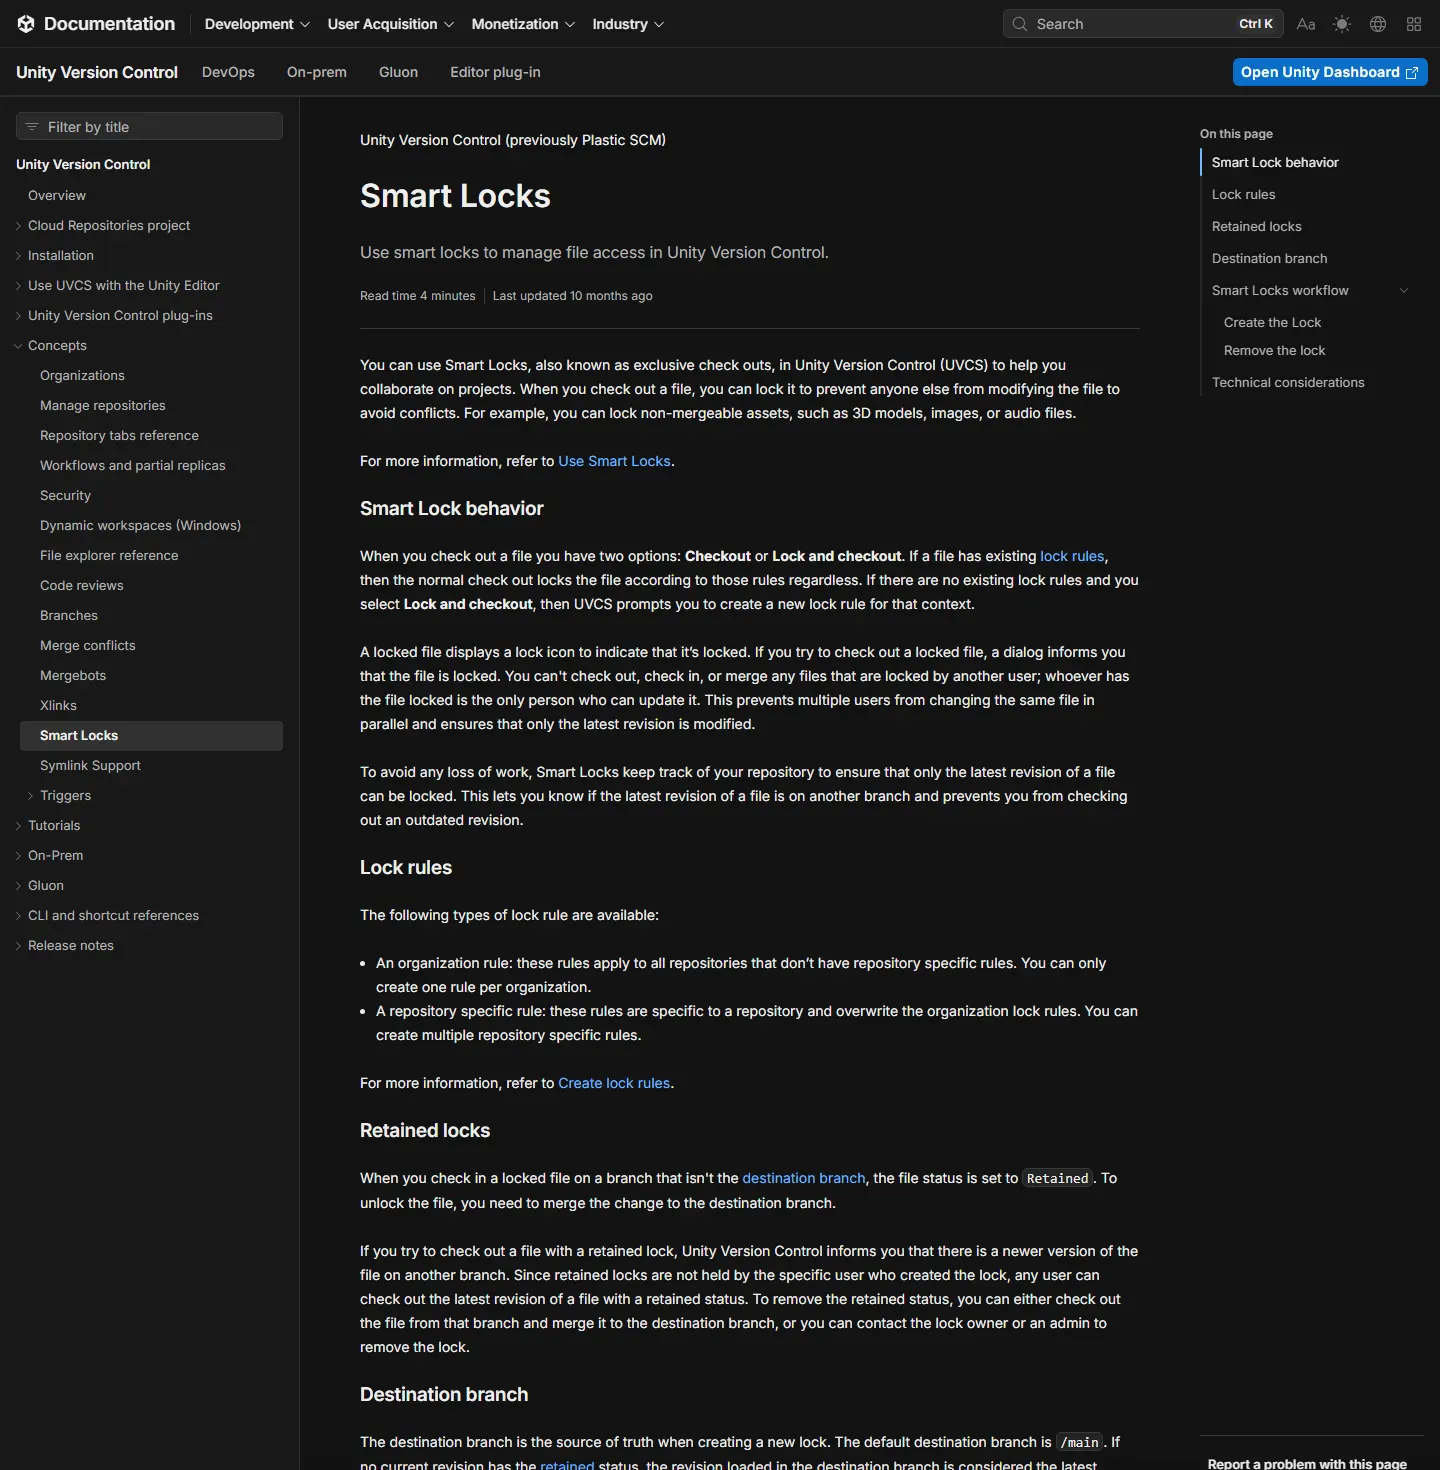 Documentation
Development
User Acquisition
Monetization
Industry
Search
Ctrl K
Aa
Unity Version Control
DevOps
On-prem
Gluon
Editor plug-in
Open Unity Dashboard
Filter by title
Unity Version Control
Overview
Cloud Repositories project
Installation
Use UVCS with the Unity Editor
Unity Version Control plug-ins
Concepts
Organizations
Manage repositories
Repository tabs reference
Workflows and partial replicas
Security
Dynamic workspaces (Windows)
File explorer reference
Code reviews
Branches
Merge conflicts
Mergebots
Xlinks
Smart Locks
Symlink Support
Triggers
Tutorials
On-Prem
Gluon
CLI and shortcut references
Release notes
Unity Version Control (previously Plastic SCM)
Smart Locks
Use smart locks to manage file access in Unity Version Control.
Read time 4 minutes
Last updated 10 months ago
You can use Smart Locks, also known as exclusive check outs, in Unity Version Control (UVCS) to help you
collaborate on projects. When you check out a file, you can lock it to prevent anyone else from modifying the file to
avoid conflicts. For example, you can lock non-mergeable assets, such as 3D models, images, or audio files.
For more information, refer to Use Smart Locks.
Smart Lock behavior
When you check out a file you have two options: Checkout or Lock and checkout. If a file has existing lock rules,
then the normal check out locks the file according to those rules regardless. If there are no existing lock rules and you
select Lock and checkout, then UVCS prompts you to create a new lock rule for that context.
A locked file displays a lock icon to indicate that it’s locked. If you try to check out a locked file, a dialog informs you
that the file is locked. You can't check out, check in, or merge any files that are locked by another user; whoever has
the file locked is the only person who can update it. This prevents multiple users from changing the same file in
parallel and ensures that only the latest revision is modified.
To avoid any loss of work, Smart Locks keep track of your repository to ensure that only the latest revision of a file
can be locked. This lets you know if the latest revision of a file is on another branch and prevents you from checking
out an outdated revision.
Lock rules
The following types of lock rule are available:
An organization rule: these rules apply to all repositories that don’t have repository specific rules. You can only
create one rule per organization.
A repository specific rule: these rules are specific to a repository and overwrite the organization lock rules. You can
create multiple repository specific rules.
For more information, refer to Create lock rules.
Retained locks
When you check in a locked file on a branch that isn't the destination branch, the file status is set to Retained. To
unlock the file, you need to merge the change to the destination branch.
If you try to check out a file with a retained lock, Unity Version Control informs you that there is a newer version of the
file on another branch. Since retained locks are not held by the specific user who created the lock, any user can
check out the latest revision of a file with a retained status. To remove the retained status, you can either check out
the file from that branch and merge it to the destination branch, or you can contact the lock owner or an admin to
remove the lock.
Destination branch
The destination branch is the source of truth when creating a new lock. The default destination branch is /main. If
no current revision has the retained status, the revision loaded in the destination branch is considered the latest
On this page
Smart Lock behavior
Lock rules
Retained locks
Destination branch
Smart Locks workflow
Create the Lock
Remove the lock
Technical considerations
Report a problem with this page